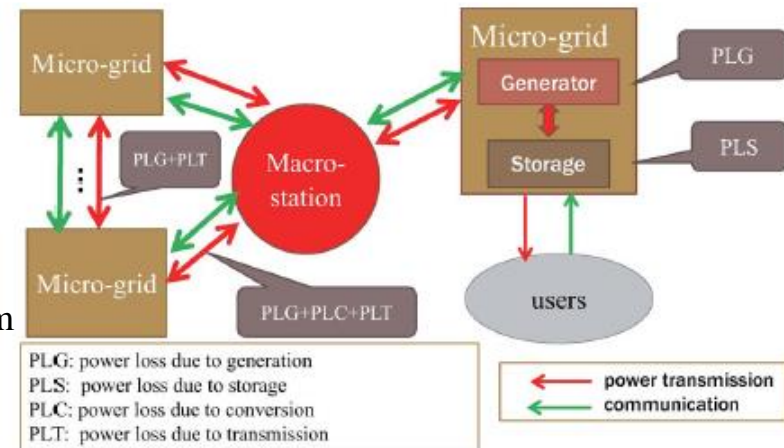 Micro-grid
Micro-grid
Generator
PLG
Storage
PLS
PLG+PLT
...
Macro-
station
Micro-grid
PLG+PLC+PLT
users
m
PLG: power loss due to generation
PLS: power loss due to storage
PLC: power loss due to conversion
PLT: power loss due to transmission
power transmission
communication